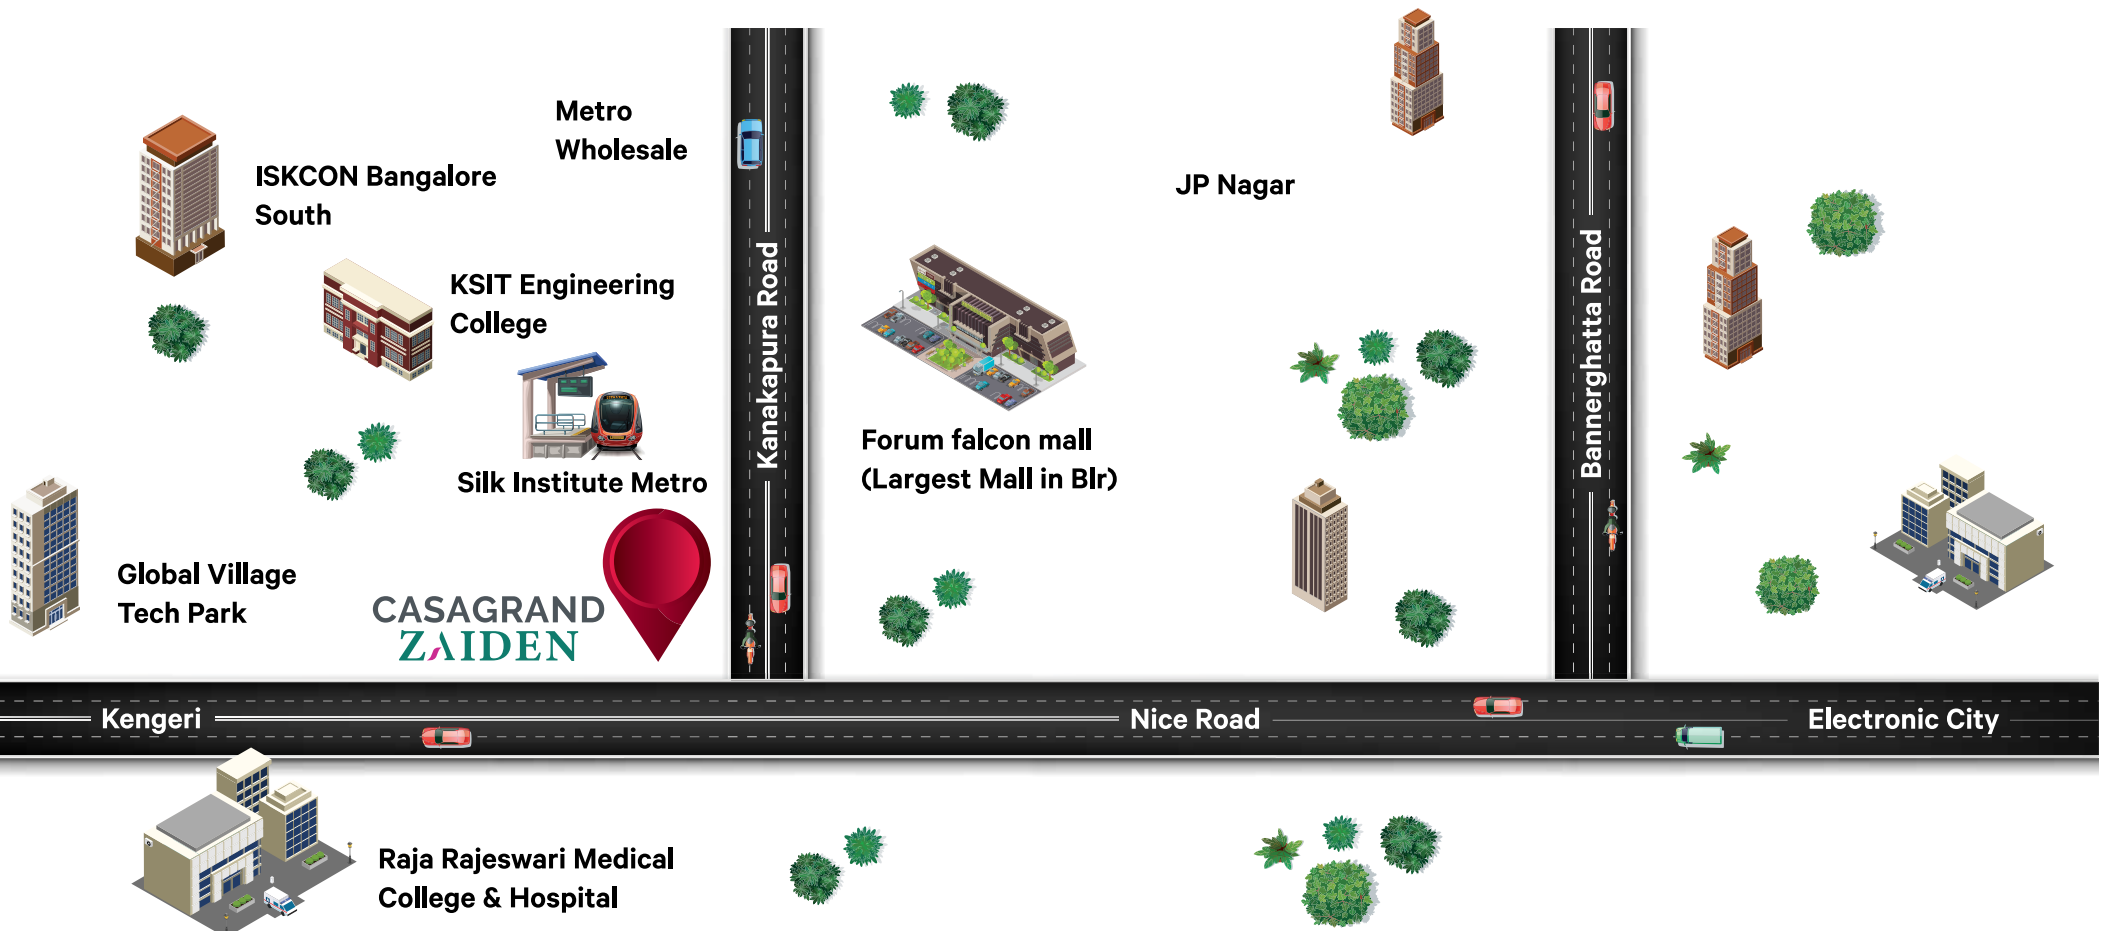 Metro
Wholesale
ISKCON Bangalore
South
JP Nagar
KSIT Engineering
College
Kanakapura Road
Bannerghatta Road
Forum falcon mall
(Largest Mall in Blr)
Silk Institute Metro
Global Village
Tech Park
CASAGRAND
ZAIDEN
Kengeri
Nice Road
Electronic City
Raja Rajeswari Medical
College & Hospital